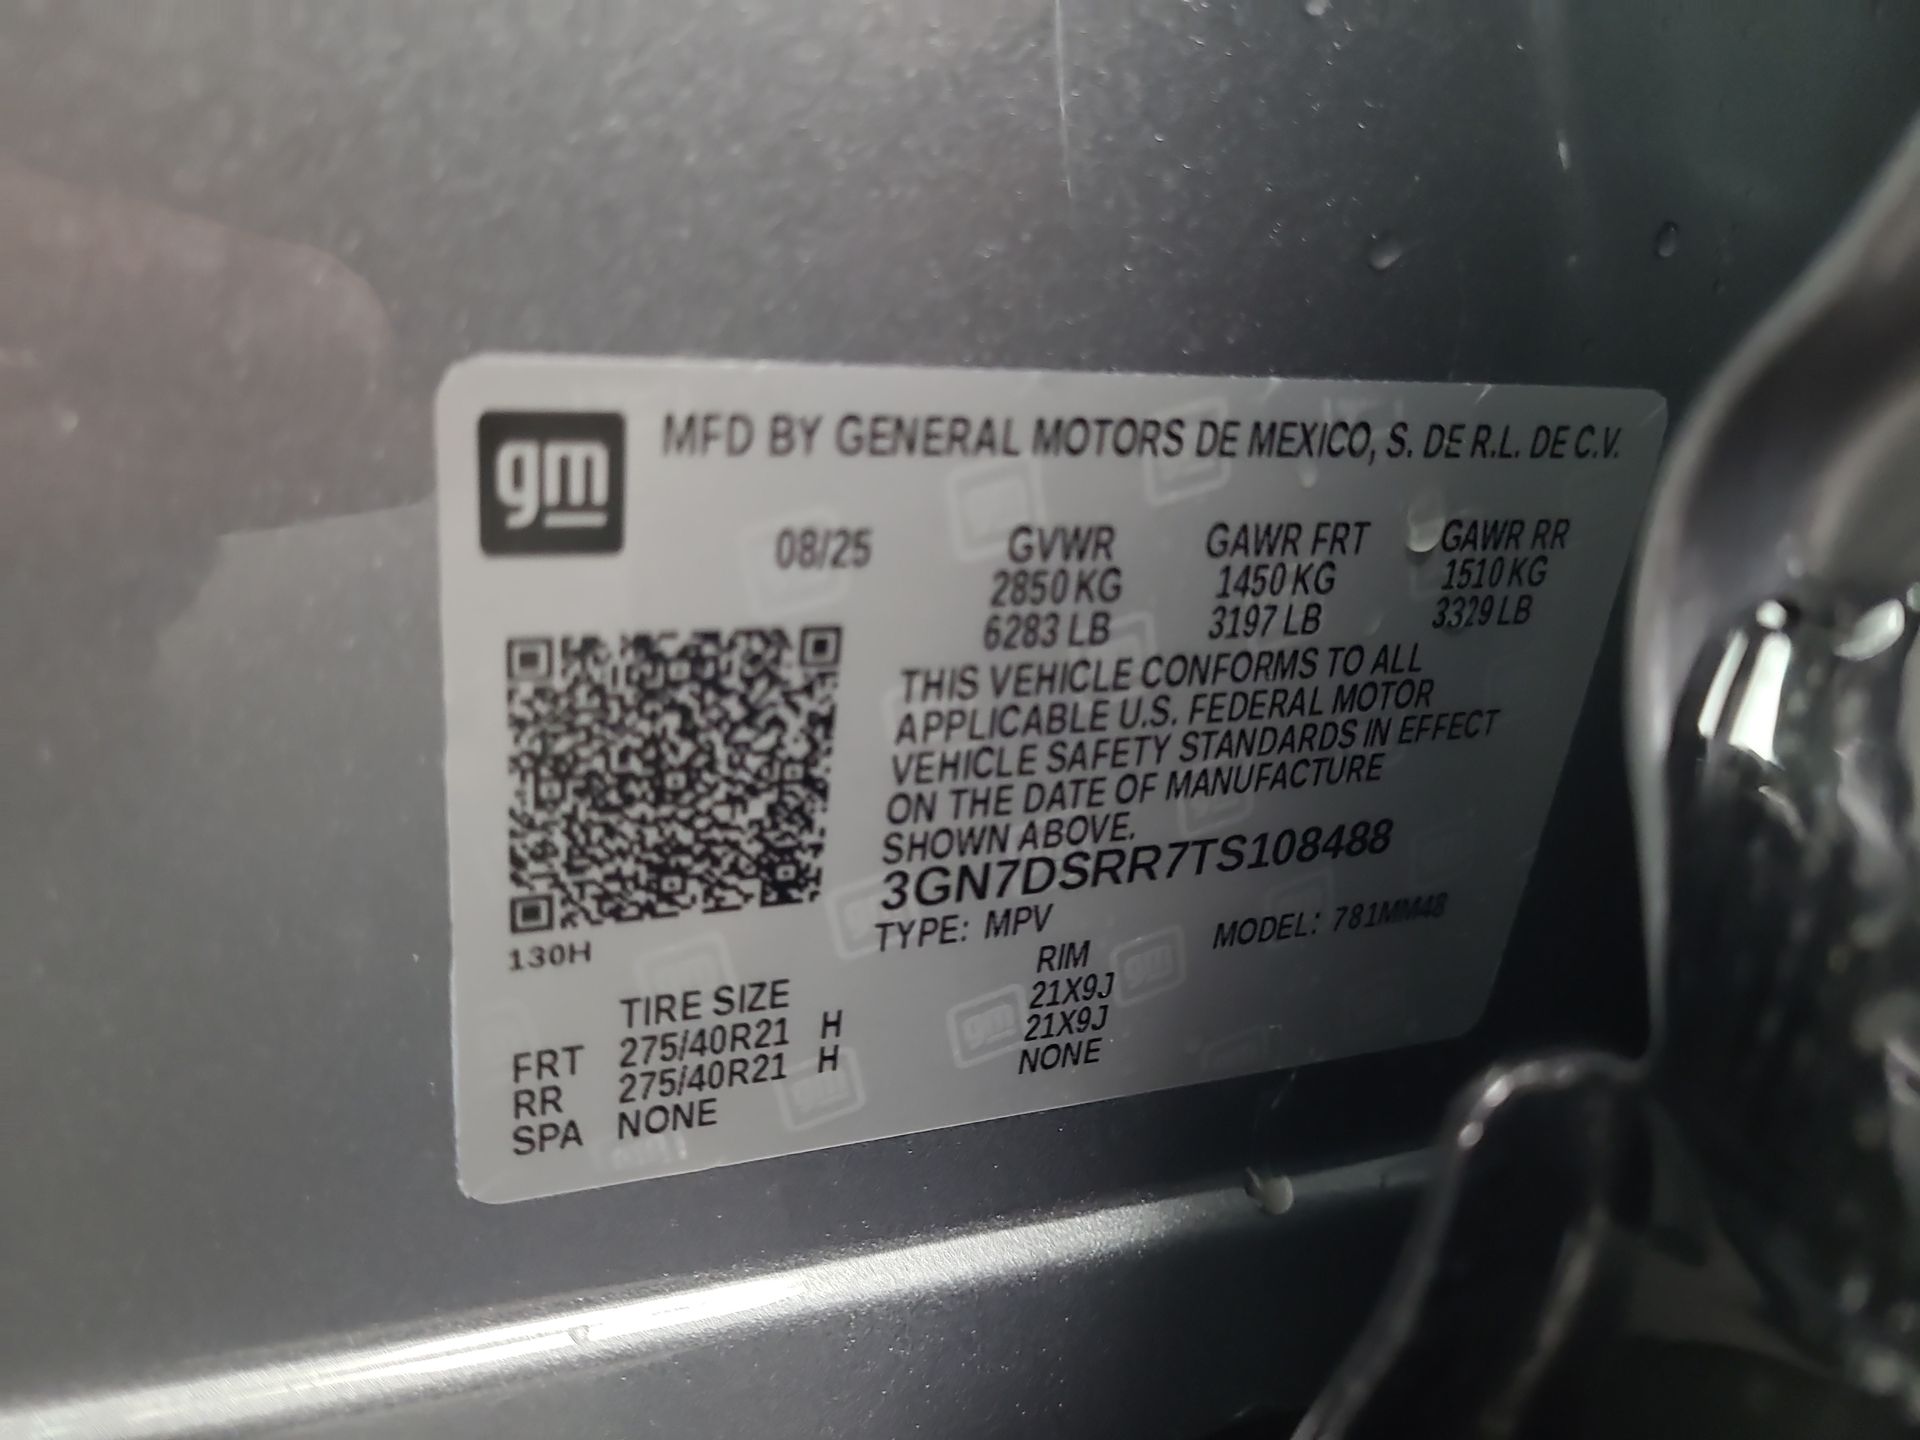 gm
MFD BY GENERAL MOTORS DE MEXICO, S. DE R.L. DE C.V.
08/25 GVWR GAWR FRT GAWR RR
2850 KG 1450 KG 1510 KG
6283 LB 3197 LB 3329 LB
THIS VEHICLE CONFORMS TO ALL
APPLICABLE U.S. FEDERAL MOTOR
VEHICLE SAFETY STANDARDS IN EFFECT
ON THE DATE OF MANUFACTURE
SHOWN ABOVE.
3GN7DSRR7TS108488
TYPE: MPV MODEL: 781MM48
130H
TIRE SIZE RIM
FRT 275/40R21 H 21X9J
RR 275/40R21 H 21X9J
SPA NONE NONE